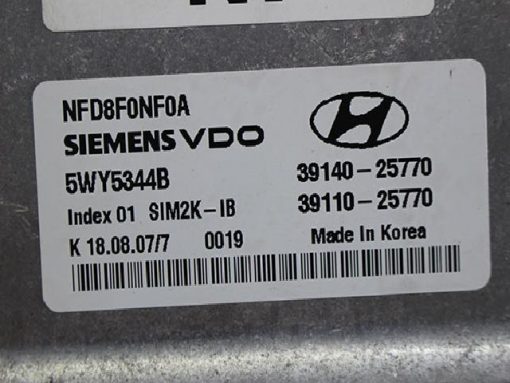 NFD8F0NF0A
SIEMENS VDO
5WY5344B
39140-25770
Index 01 SIM2K-IB
39110-25770
K 18.08.07/7 0019
Made In Korea